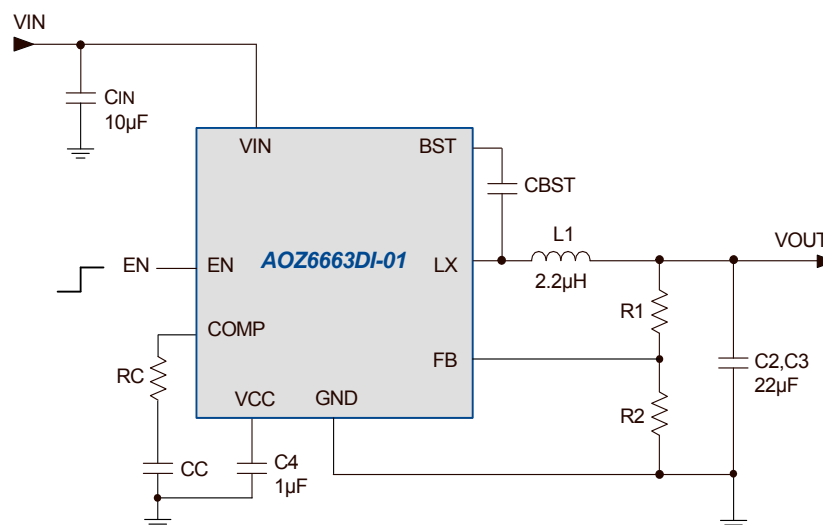 VIN
CIN
10µF
VIN
BST
CBST
L1
VOUT
EN
EN
AOZ6663DI-01
LX
2.2µH
R1
COMP
FB
C2,C3
22µF
RC
VCC
GND
R2
CC
C4
1µF